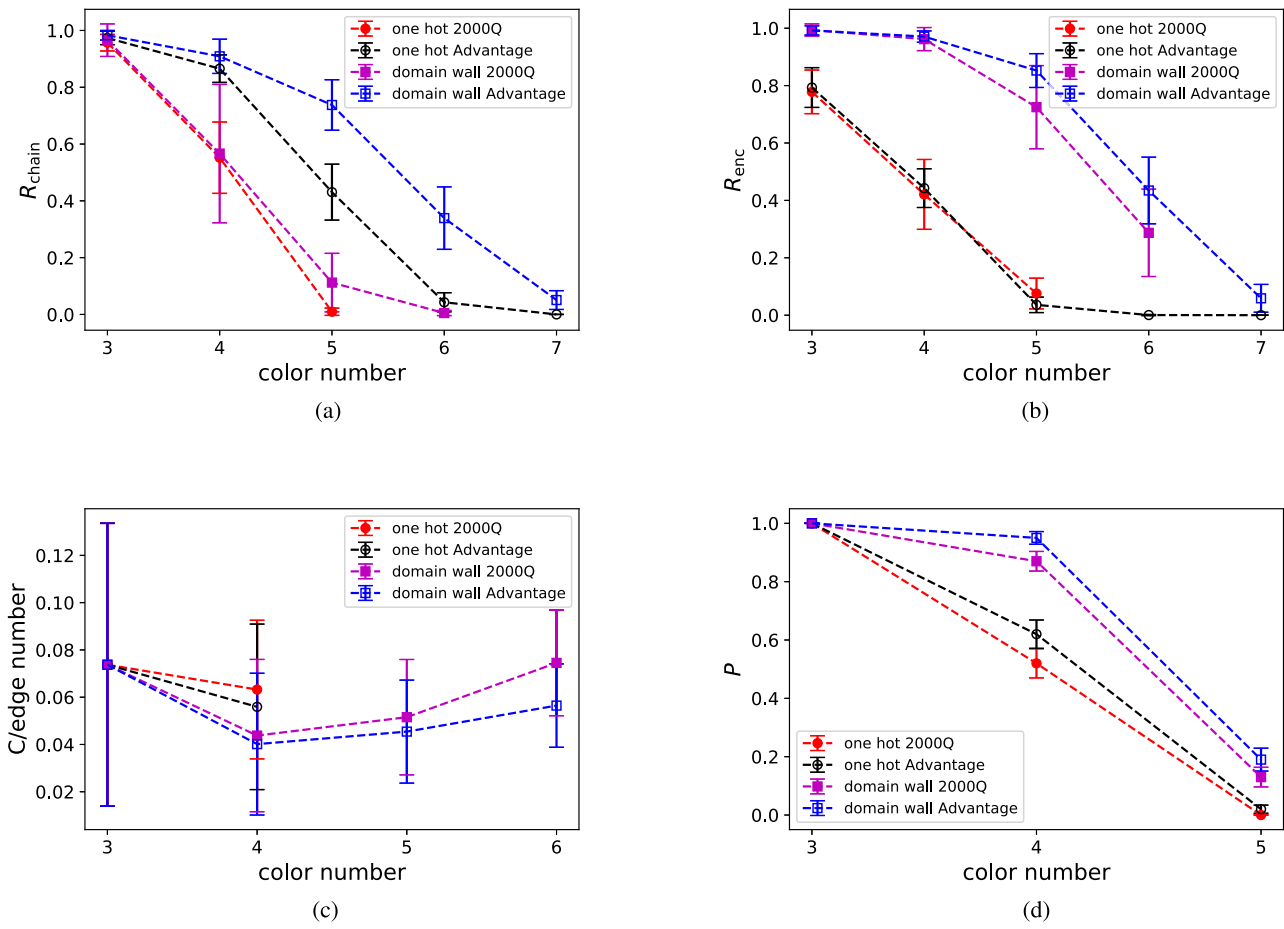 1.0
0.8
0.6
0.4
0.2
0.0
R_chain
3 4 5 6 7
color number
one hot 2000Q
one hot Advantage
domain wall 2000Q
domain wall Advantage
(a)
1.0
0.8
0.6
0.4
0.2
0.0
R_enc
3 4 5 6 7
color number
one hot 2000Q
one hot Advantage
domain wall 2000Q
domain wall Advantage
(b)
0.12
0.10
0.08
0.06
0.04
0.02
C/edge number
3 4 5 6
color number
one hot 2000Q
one hot Advantage
domain wall 2000Q
domain wall Advantage
(c)
1.0
0.8
0.6
0.4
0.2
0.0
P
3 4 5
color number
one hot 2000Q
one hot Advantage
domain wall 2000Q
domain wall Advantage
(d)